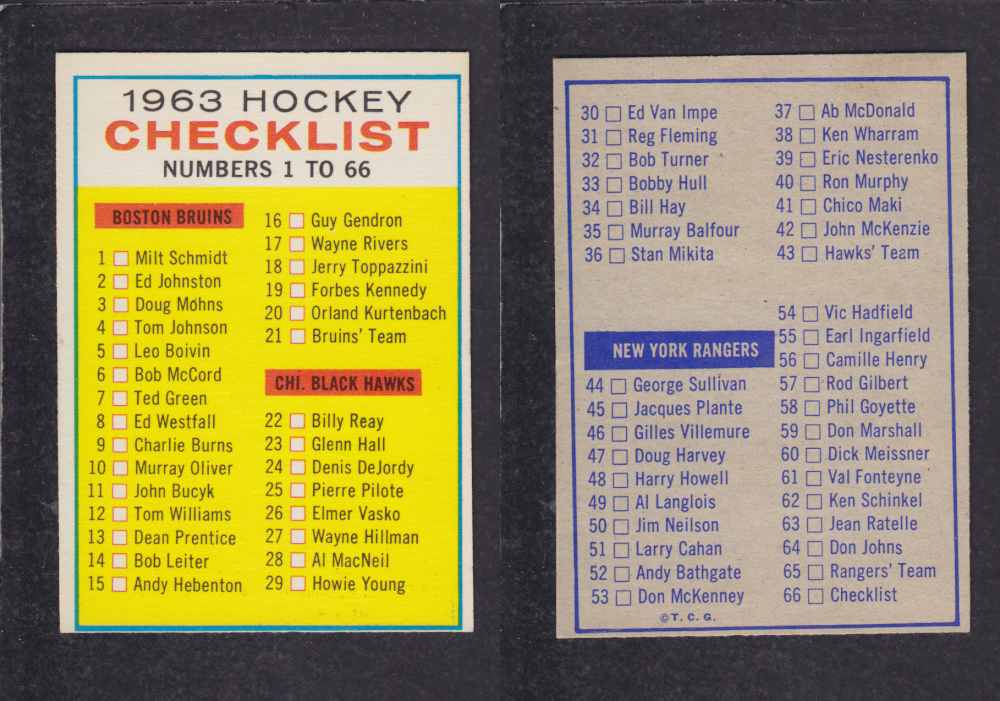 1963 HOCKEY
CHECKLIST
NUMBERS 1 TO 66
BOSTON BRUINS
1 Milt Schmidt
2 Ed Johnston
3 Doug Mohns
4 Tom Johnson
5 Leo Boivin
6 Bob McCord
7 Ted Green
8 Ed Westfall
9 Charlie Burns
10 Murray Oliver
11 John Bucyk
12 Tom Williams
13 Dean Prentice
14 Bob Leiter
15 Andy Hebenton
16 Guy Gendron
17 Wayne Rivers
18 Jerry Toppazzini
19 Forbes Kennedy
20 Orland Kurtenbach
21 Bruins' Team
CHI. BLACK HAWKS
22 Billy Reay
23 Glenn Hall
24 Denis DeJordy
25 Pierre Pilote
26 Elmer Vasko
27 Wayne Hillman
28 Al MacNeil
29 Howie Young
30 Ed Van Impe
31 Reg Fleming
32 Bob Turner
33 Bobby Hull
34 Bill Hay
35 Murray Balfour
36 Stan Mikita
37 Ab McDonald
38 Ken Wharram
39 Eric Nesterenko
40 Ron Murphy
41 Chico Maki
42 John McKenzie
43 Hawks' Team
NEW YORK RANGERS
44 George Sullivan
45 Jacques Plante
46 Gilles Villemure
47 Doug Harvey
48 Harry Howell
49 Al Langlois
50 Jim Neilson
51 Larry Cahan
52 Andy Bathgate
53 Don McKenney
54 Vic Hadfield
55 Earl Ingarfield
56 Camille Henry
57 Rod Gilbert
58 Phil Goyette
59 Don Marshall
60 Dick Meissner
61 Val Fonteyne
62 Ken Schinkel
63 Jean Ratelle
64 Don Johns
65 Rangers' Team
66 Checklist
©T. C. G.